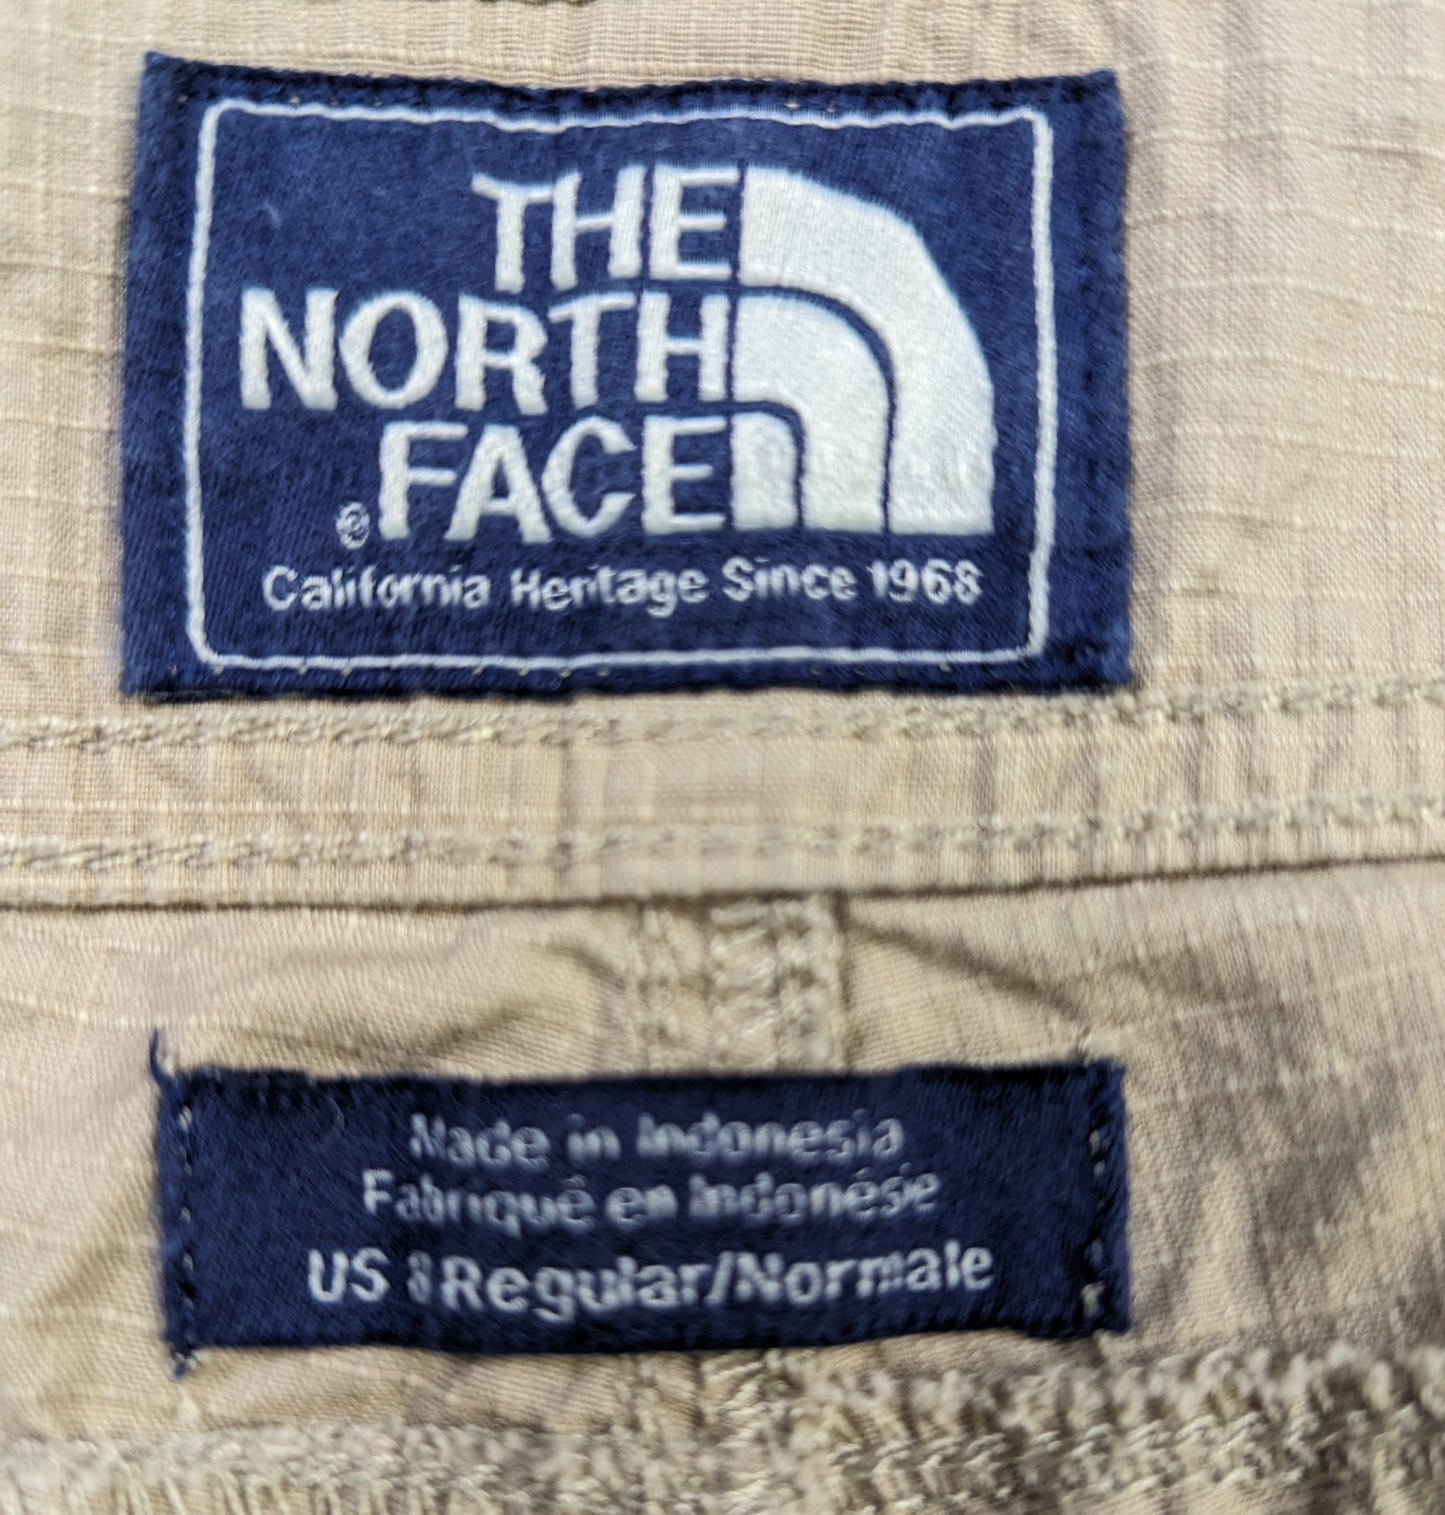 THE
NORTH
FACE
®
California Heritage Since 1968
Made in Indonesia
Fabriqué en Indonésie
US 8 Regular/Normale